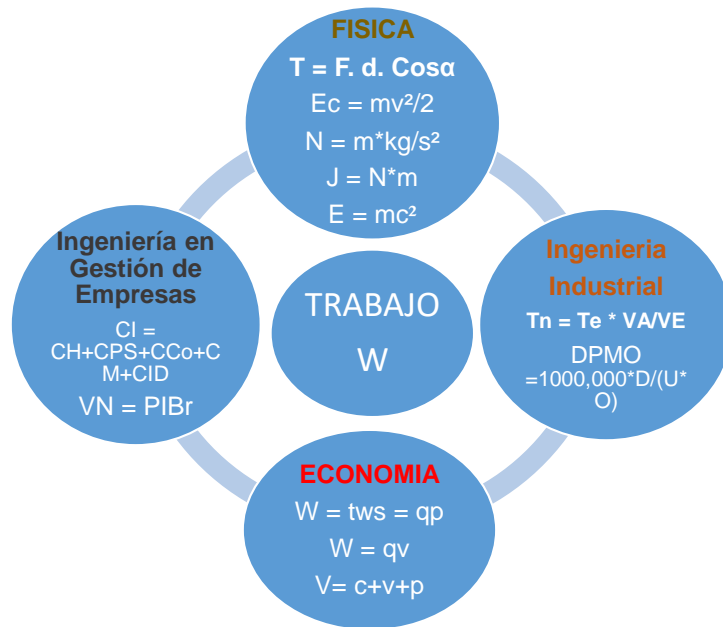 FISICA
T = F. d. Cosα
Ec = mv²/2
N = m*kg/s²
J = N*m
E = mc²
Ingeniería en
Gestión de
Empresas
CI =
CH+CPS+CCo+C
M+CID
VN = PIBr
TRABAJO
W
Ingenieria
Industrial
Tn = Te * VA/VE
DPMO
=1000,000*D/(U*
O)
ECONOMIA
W = tws = qp
W = qv
V= c+v+p